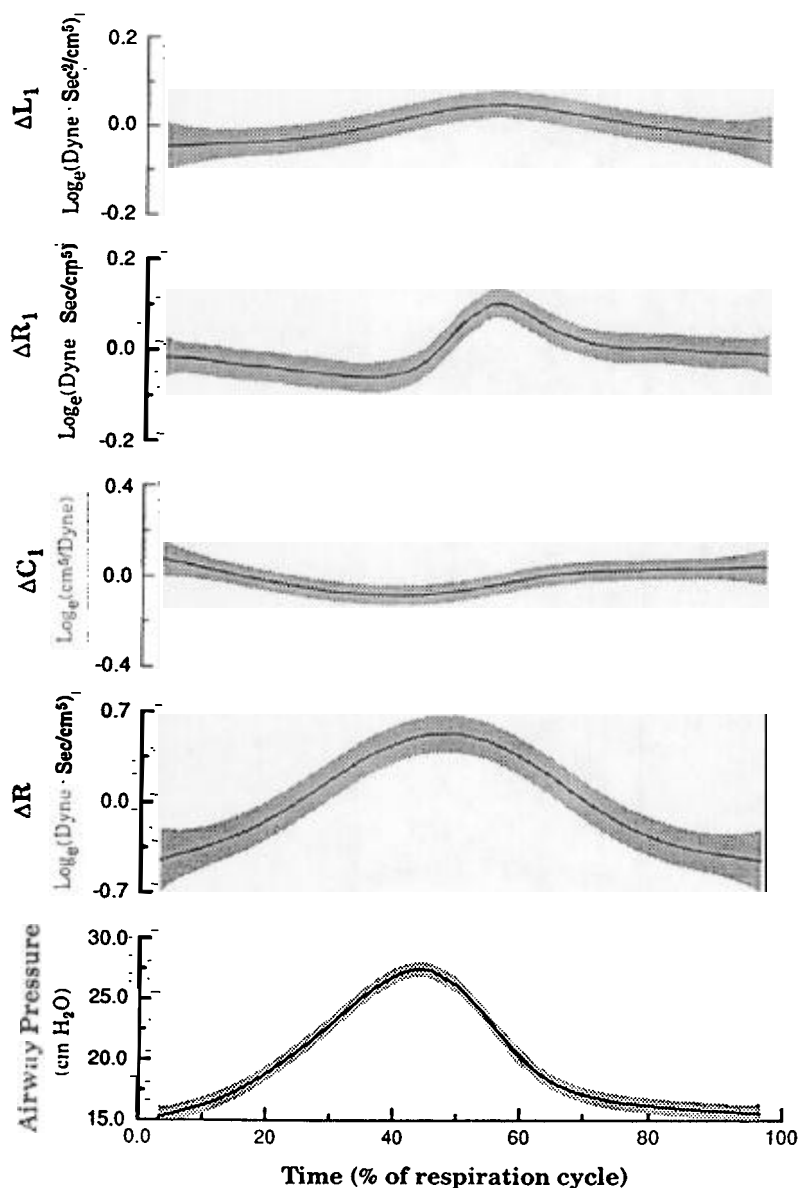 0.2
ΔL₁
Logₑ(Dyne · Sec²/cm⁵)
0.0
-0.2
0.2
ΔR₁
Logₑ(Dyne Sec/cm⁵)
0.0
-0.2
0.4
ΔC₁
Logₑ(cm⁵/Dyne)
0.0
-0.4
0.7
ΔR
Logₑ(Dyne · Sec/cm⁵)
0.0
-0.7
30.0
Airway Pressure
(cm H₂O)
25.0
20.0
15.0
0.0 20 40 60 80 100
Time (% of respiration cycle)